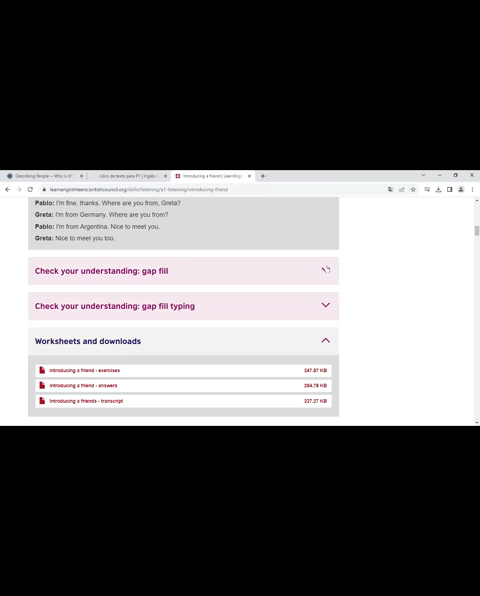 Describing People – Who is it?
Libro de texto para P1 | Inglés
Introducing a friend | LearnEngl
learnenglishteens.britishcouncil.org/skills/listening/a1-listening/introducing-friend
Pablo: I'm fine, thanks. Where are you from, Greta?
Greta: I'm from Germany. Where are you from?
Pablo: I'm from Argentina. Nice to meet you.
Greta: Nice to meet you too.
Check your understanding: gap fill
Check your understanding: gap fill typing
Worksheets and downloads
Introducing a friend - exercises 247.87 KB
Introducing a friend - answers 254.78 KB
Introducing a friends - transcript 237.27 KB